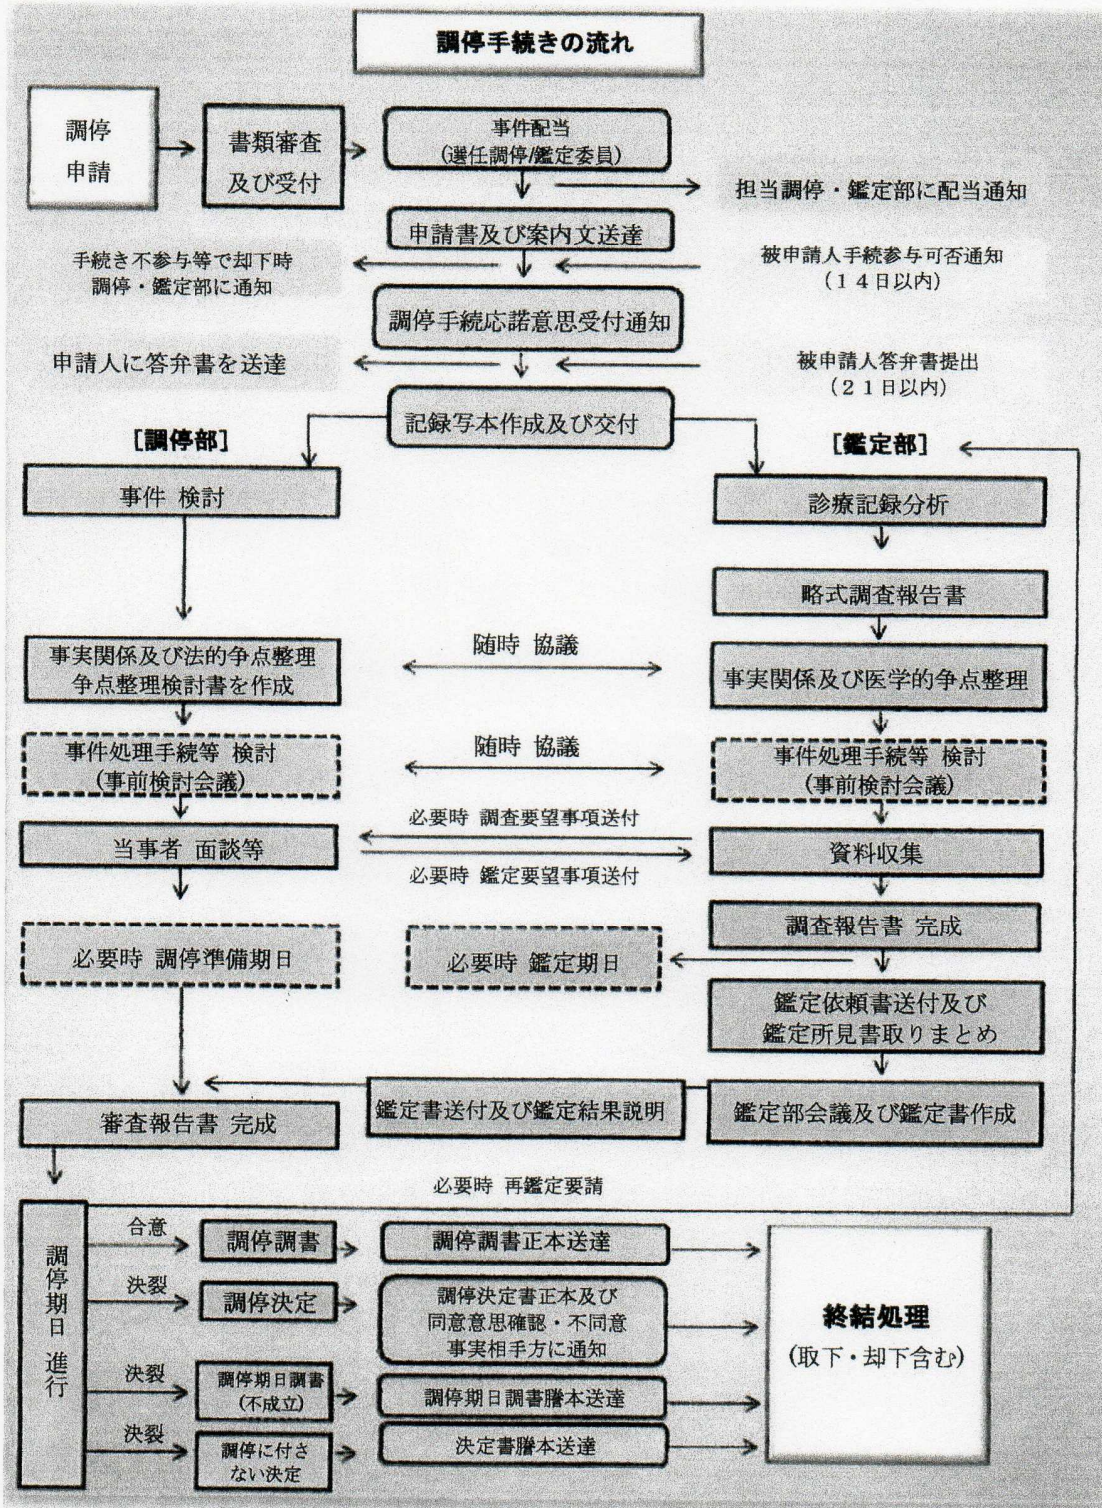 調停手続きの流れ
調停
申請
書類審査
及び受付
事件配当
(選任調停/鑑定委員)
担当調停・鑑定部に配当通知
申請書及び案内文送達
手続き不参与等で却下時
調停・鑑定部に通知
被申請人手続参与可否通知
(14日以内)
調停手続応諾意思受付通知
申請人に答弁書を送達
被申請人答弁書提出
(21日以内)
記録写本作成及び交付
[調停部]
[鑑定部]
事件 検討
診療記録分析
略式調査報告書
事実関係及び法的争点整理
争点整理検討書を作成
随時 協議
事実関係及び医学的争点整理
事件処理手続等 検討
(事前検討会議)
随時 協議
事件処理手続等 検討
(事前検討会議)
必要時 調査要望事項送付
当事者 面談等
資料収集
必要時 鑑定要望事項送付
調査報告書 完成
必要時 調停準備期日
必要時 鑑定期日
鑑定依頼書送付及び
鑑定所見書取りまとめ
審査報告書 完成
鑑定書送付及び鑑定結果説明
鑑定部会議及び鑑定書作成
必要時 再鑑定要請
調停期日 進行
合意
調停調書
調停調書正本送達
決裂
調停決定
調停決定書正本及び
同意意思確認・不同意
事実相手方に通知
決裂
調停期日調書
(不成立)
調停期日調書謄本送達
決裂
調停に付さ
ない決定
決定書謄本送達
終結処理
(取下・却下含む)